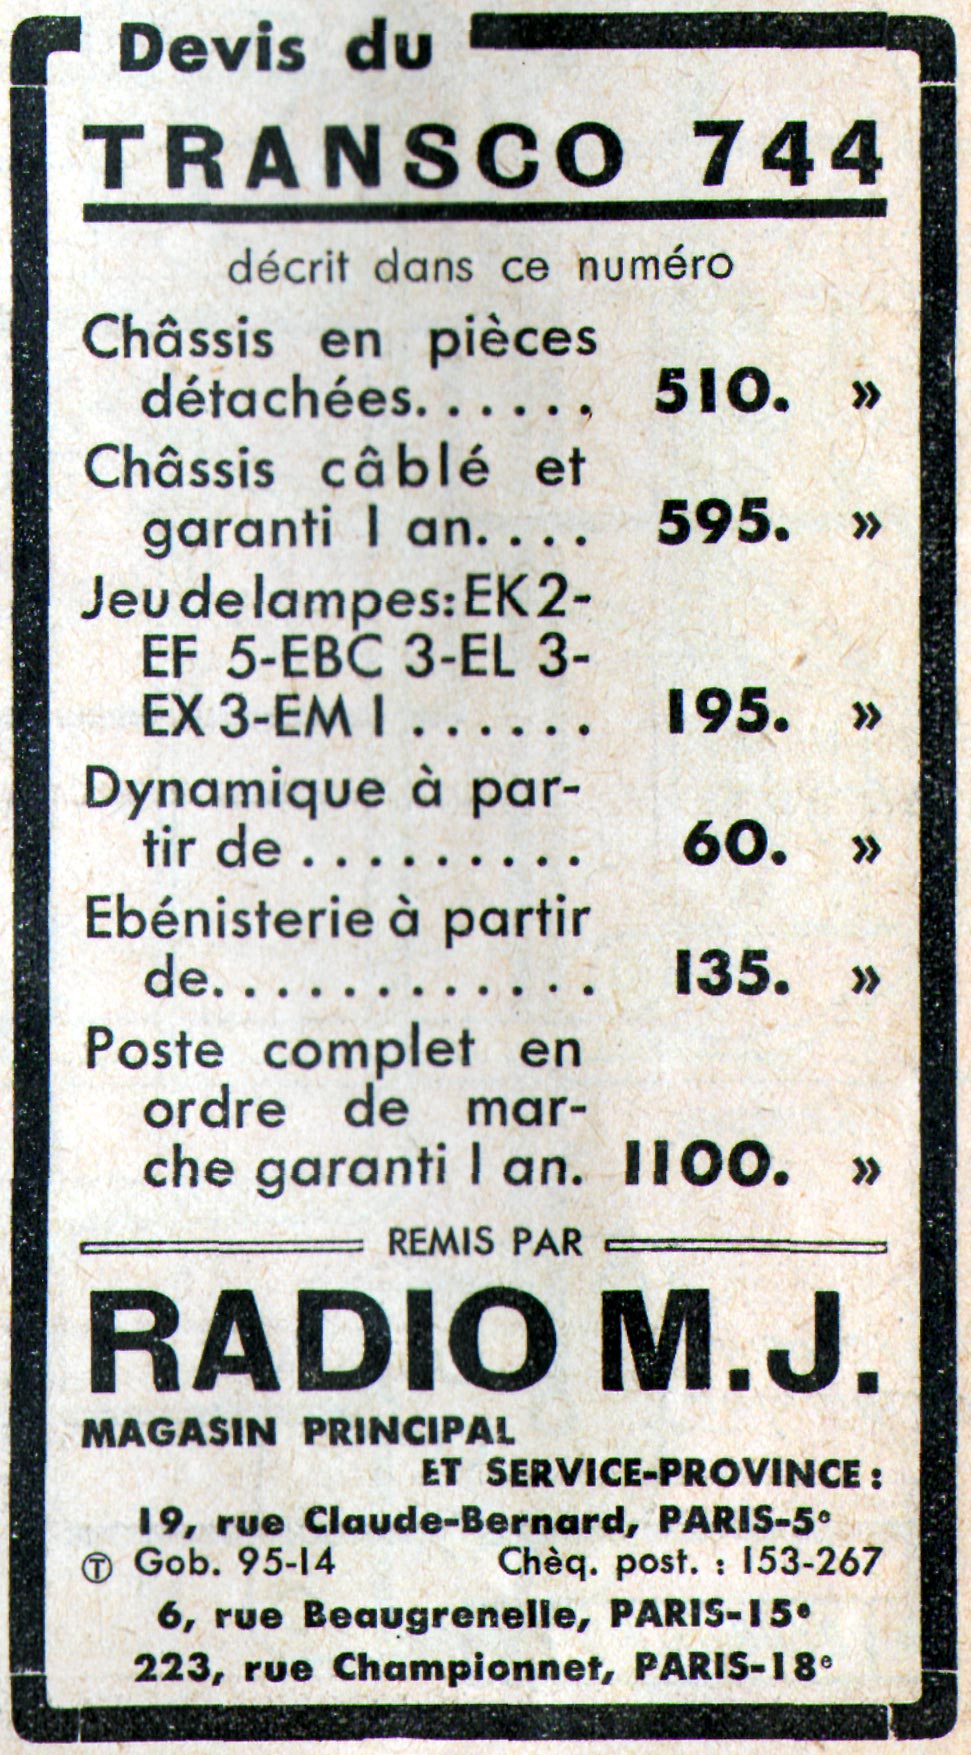 Devis du
TRANSCO 744
décrit dans ce numéro
Châssis en pièces
détachées...... 510. »
Châssis câblé et
garanti 1 an.... 595. »
Jeu de lampes: EK 2-
EF 5-EBC 3-EL 3-
EX 3-EM 1 ...... 195. »
Dynamique à par-
tir de ......... 60. »
Ebénisterie à partir
de............ 135. »
Poste complet en
ordre de mar-
che garanti 1 an. 1100. »
REMIS PAR
RADIO M.J.
MAGASIN PRINCIPAL
ET SERVICE-PROVINCE :
19, rue Claude-Bernard, PARIS-5e
Ⓣ Gob. 95-14 Chèq. post. : 153-267
6, rue Beaugrenelle, PARIS-15e
223, rue Championnet, PARIS-18e